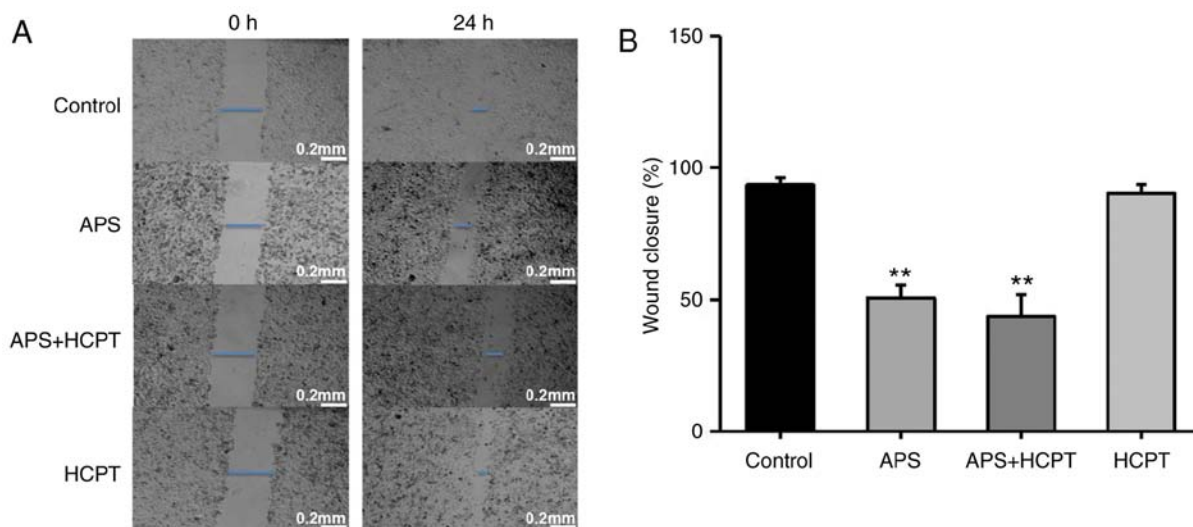 A
0 h
24 h
Control
0.2mm
0.2mm
APS
0.2mm
0.2mm
APS+HCPT
0.2mm
0.2mm
HCPT
0.2mm
0.2mm
B
150
100
50
0
Wound closure (%)
**
**
Control
APS
APS+HCPT
HCPT